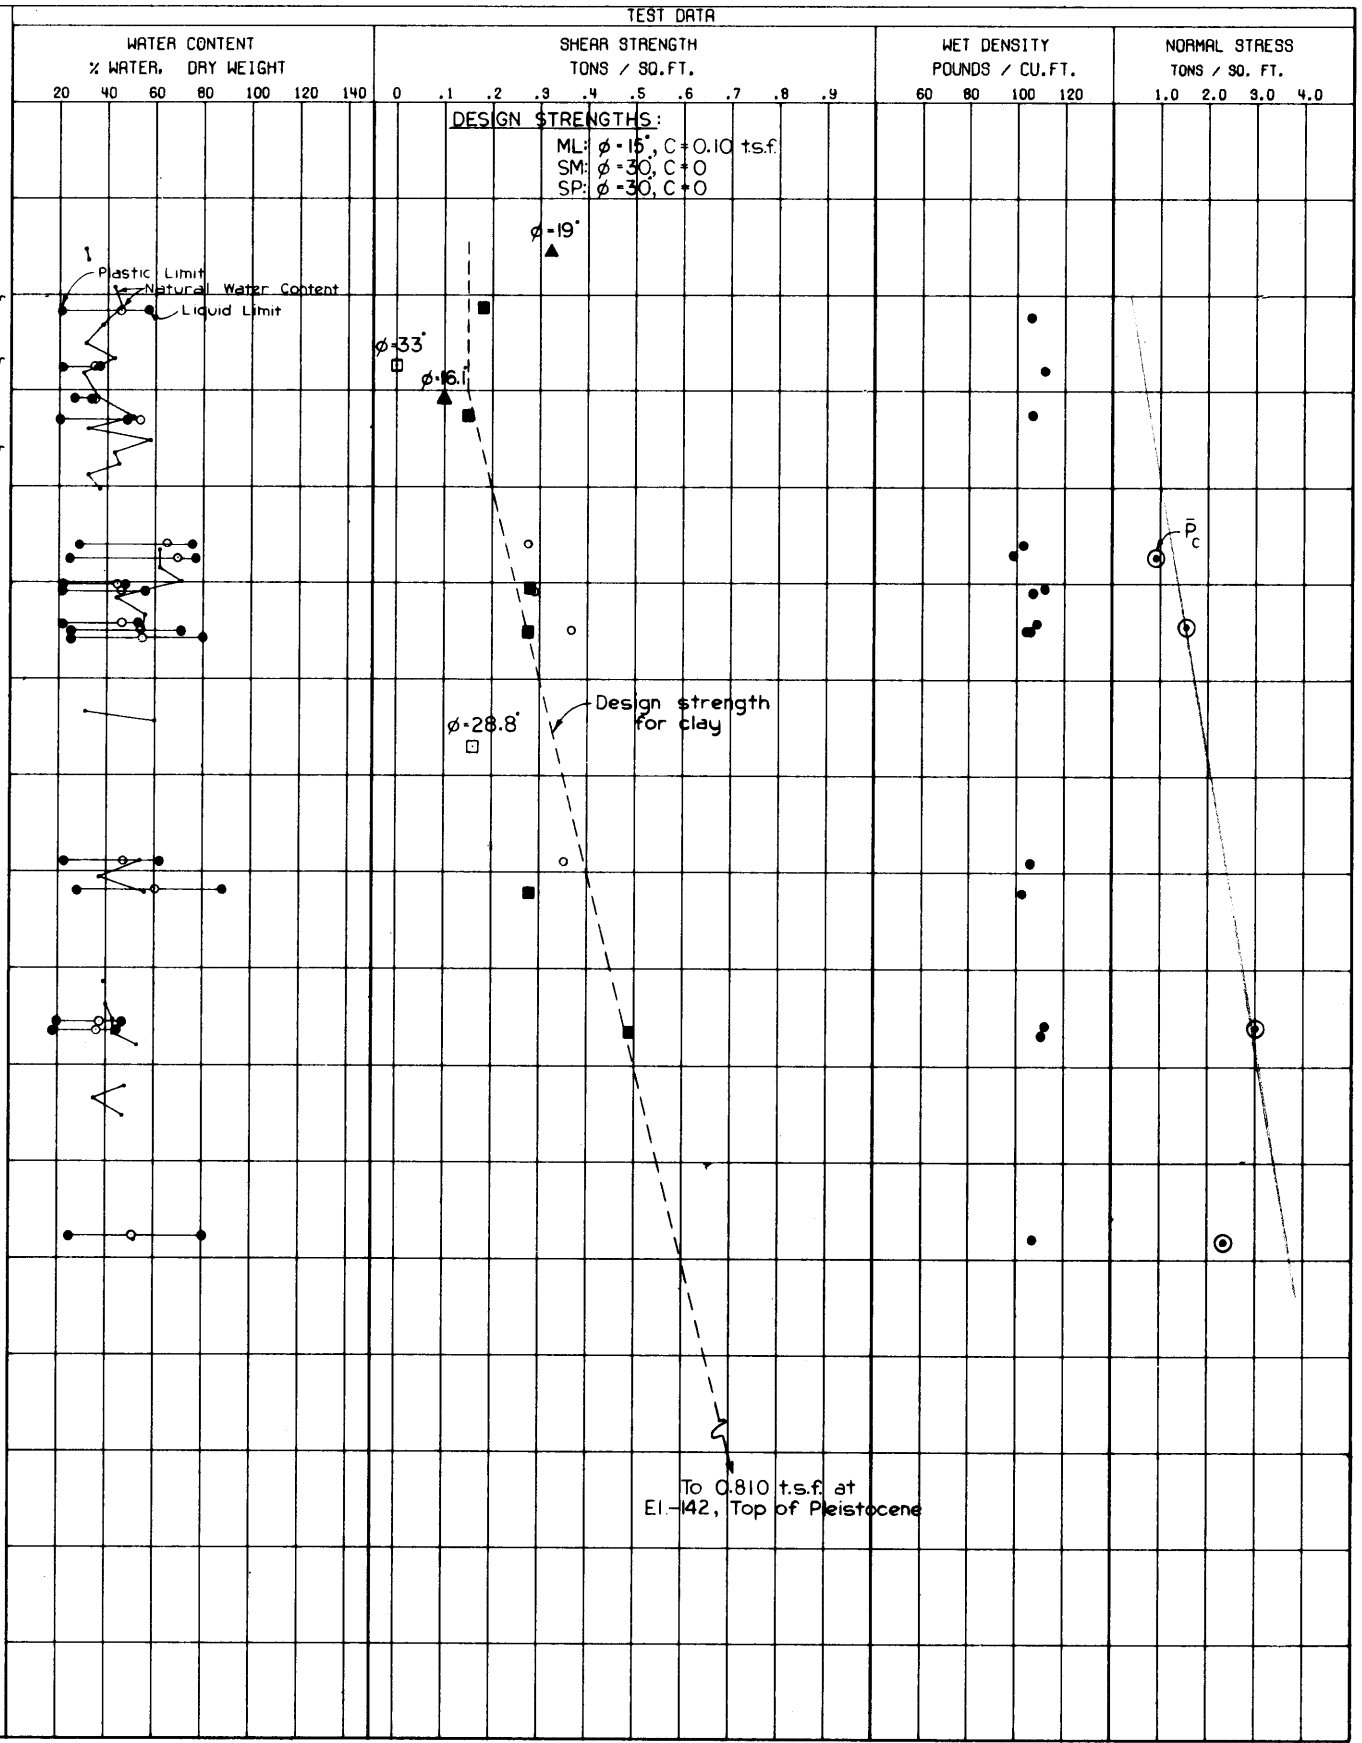 TEST DATA
WATER CONTENT
% WATER, DRY WEIGHT
20 40 60 80 100 120 140
SHEAR STRENGTH
TONS / SQ.FT.
0 .1 .2 .3 .4 .5 .6 .7 .8 .9
WET DENSITY
POUNDS / CU.FT.
60 80 100 120
NORMAL STRESS
TONS / SQ. FT.
1.0 2.0 3.0 4.0
DESIGN STRENGTHS:
ML: ø=15°, C=0.10 t.s.f.
SM: ø=30°, C=0
SP: ø=30°, C=0
ø=19°
Plastic Limit
Natural Water Content
Liquid Limit
ø=33°
ø=16.1°
P̄c
Design strength
for clay
ø=28.8°
To 0.810 t.s.f. at
El.-142, Top of Pleistocene